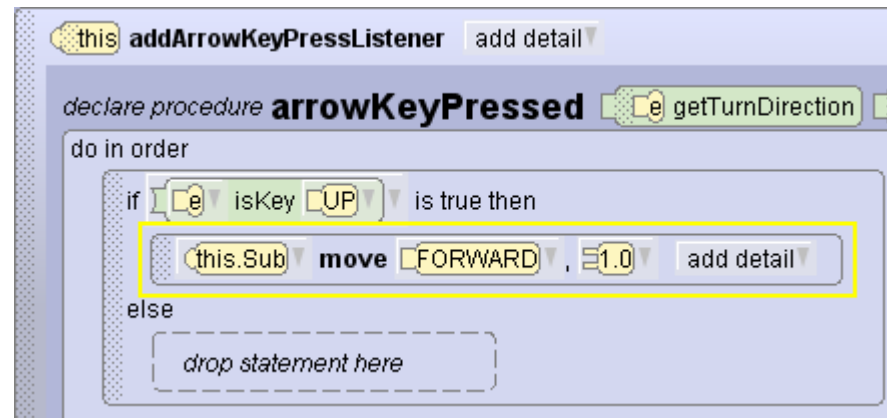 this addArrowKeyPressListener add detail
declare procedure arrowKeyPressed e getTurnDirection
do in order
if e isKey UP is true then
this.Sub move FORWARD , 1.0 add detail
else
drop statement here